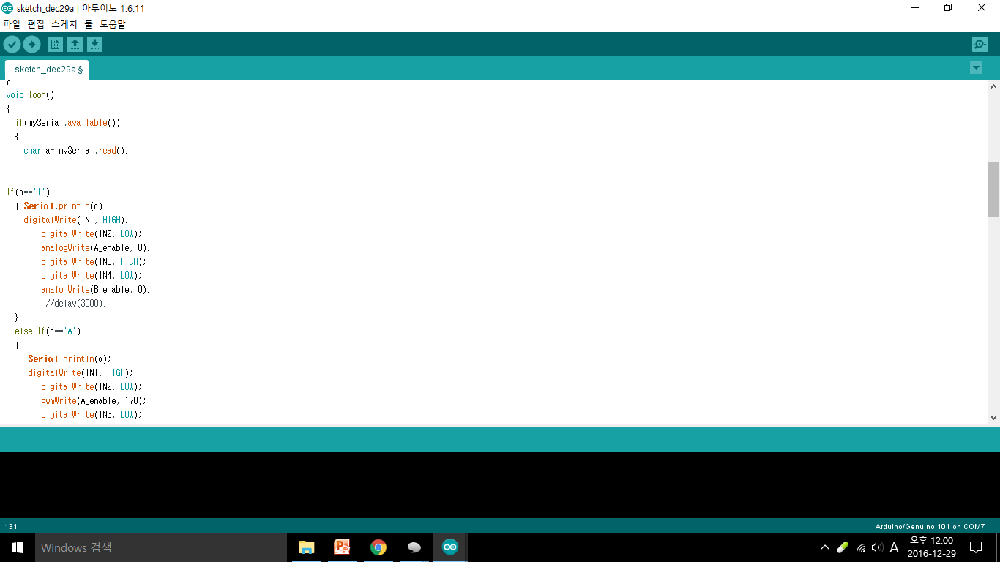 sketch_dec29a | 아두이노 1.6.11
파일 편집 스케치 툴 도움말
sketch_dec29a §
}
void loop()
{
if(mySerial.available())
{
char a= mySerial.read();
if(a=='I')
{ Serial.println(a);
digitalWrite(IN1, HIGH);
digitalWrite(IN2, LOW);
analogWrite(A_enable, 0);
digitalWrite(IN3, HIGH);
digitalWrite(IN4, LOW);
analogWrite(B_enable, 0);
//delay(3000);
}
else if(a=='A')
{
Serial.println(a);
digitalWrite(IN1, HIGH);
digitalWrite(IN2, LOW);
pwmWrite(A_enable, 170);
digitalWrite(IN3, LOW);
131
Arduino/Genuino 101 on COM7
Windows 검색
A
오후 12:00
2016-12-29